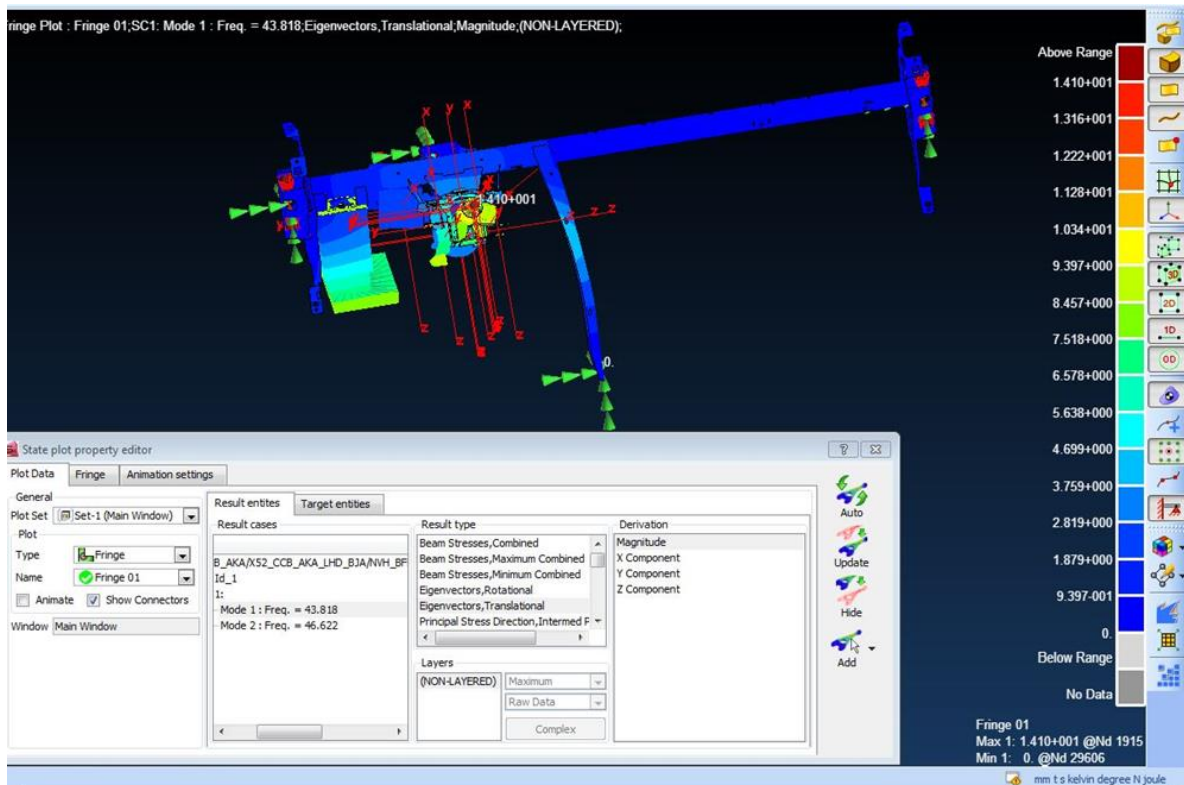 ringe Plot : Fringe 01;SC1: Mode 1 : Freq. = 43.818;Eigenvectors,Translational;Magnitude;(NON-LAYERED);
1.410+001
0.
Above Range
1.410+001
1.316+001
1.222+001
1.128+001
1.034+001
9.397+000
8.457+000
7.518+000
6.578+000
5.638+000
4.699+000
3.759+000
2.819+000
1.879+000
9.397-001
0.
Below Range
No Data
Fringe 01
Max 1: 1.410+001 @Nd 1915
Min 1: 0. @Nd 29606
3D
2D
1D
0D
State plot property editor
Plot Data
Fringe
Animation settings
General
Plot Set
Set-1 (Main Window)
Plot
Type
Fringe
Name
Fringe 01
Animate
Show Connectors
Window
Main Window
Result entites
Target entities
Result cases
B_AKA/X52_CCB_AKA_LHD_BJA/NVH_BF
Id_1
1:
Mode 1 : Freq. = 43.818
Mode 2 : Freq. = 46.622
Result type
Beam Stresses,Combined
Beam Stresses,Maximum Combined
Beam Stresses,Minimum Combined
Eigenvectors,Rotational
Eigenvectors,Translational
Principal Stress Direction,Intermed P
Layers
(NON-LAYERED)
Maximum
Raw Data
Complex
Derivation
Magnitude
X Component
Y Component
Z Component
Auto
Update
Hide
Add
mm t s kelvin degree N joule